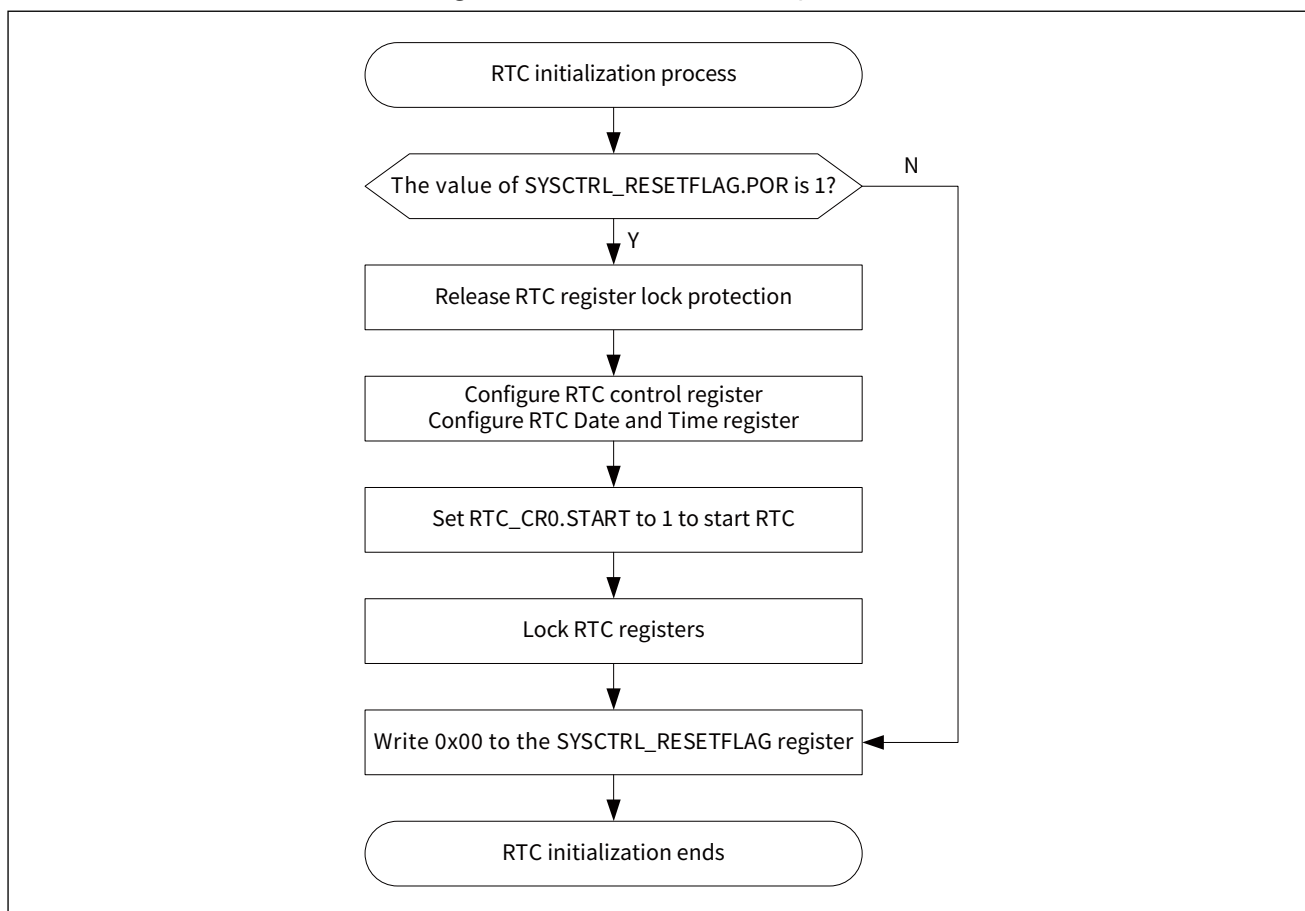 RTC initialization process
The value of SYSCTRL_RESETFLAG.POR is 1?
N
Y
Release RTC register lock protection
Configure RTC control register
Configure RTC Date and Time register
Set RTC_CR0.START to 1 to start RTC
Lock RTC registers
Write 0x00 to the SYSCTRL_RESETFLAG register
RTC initialization ends